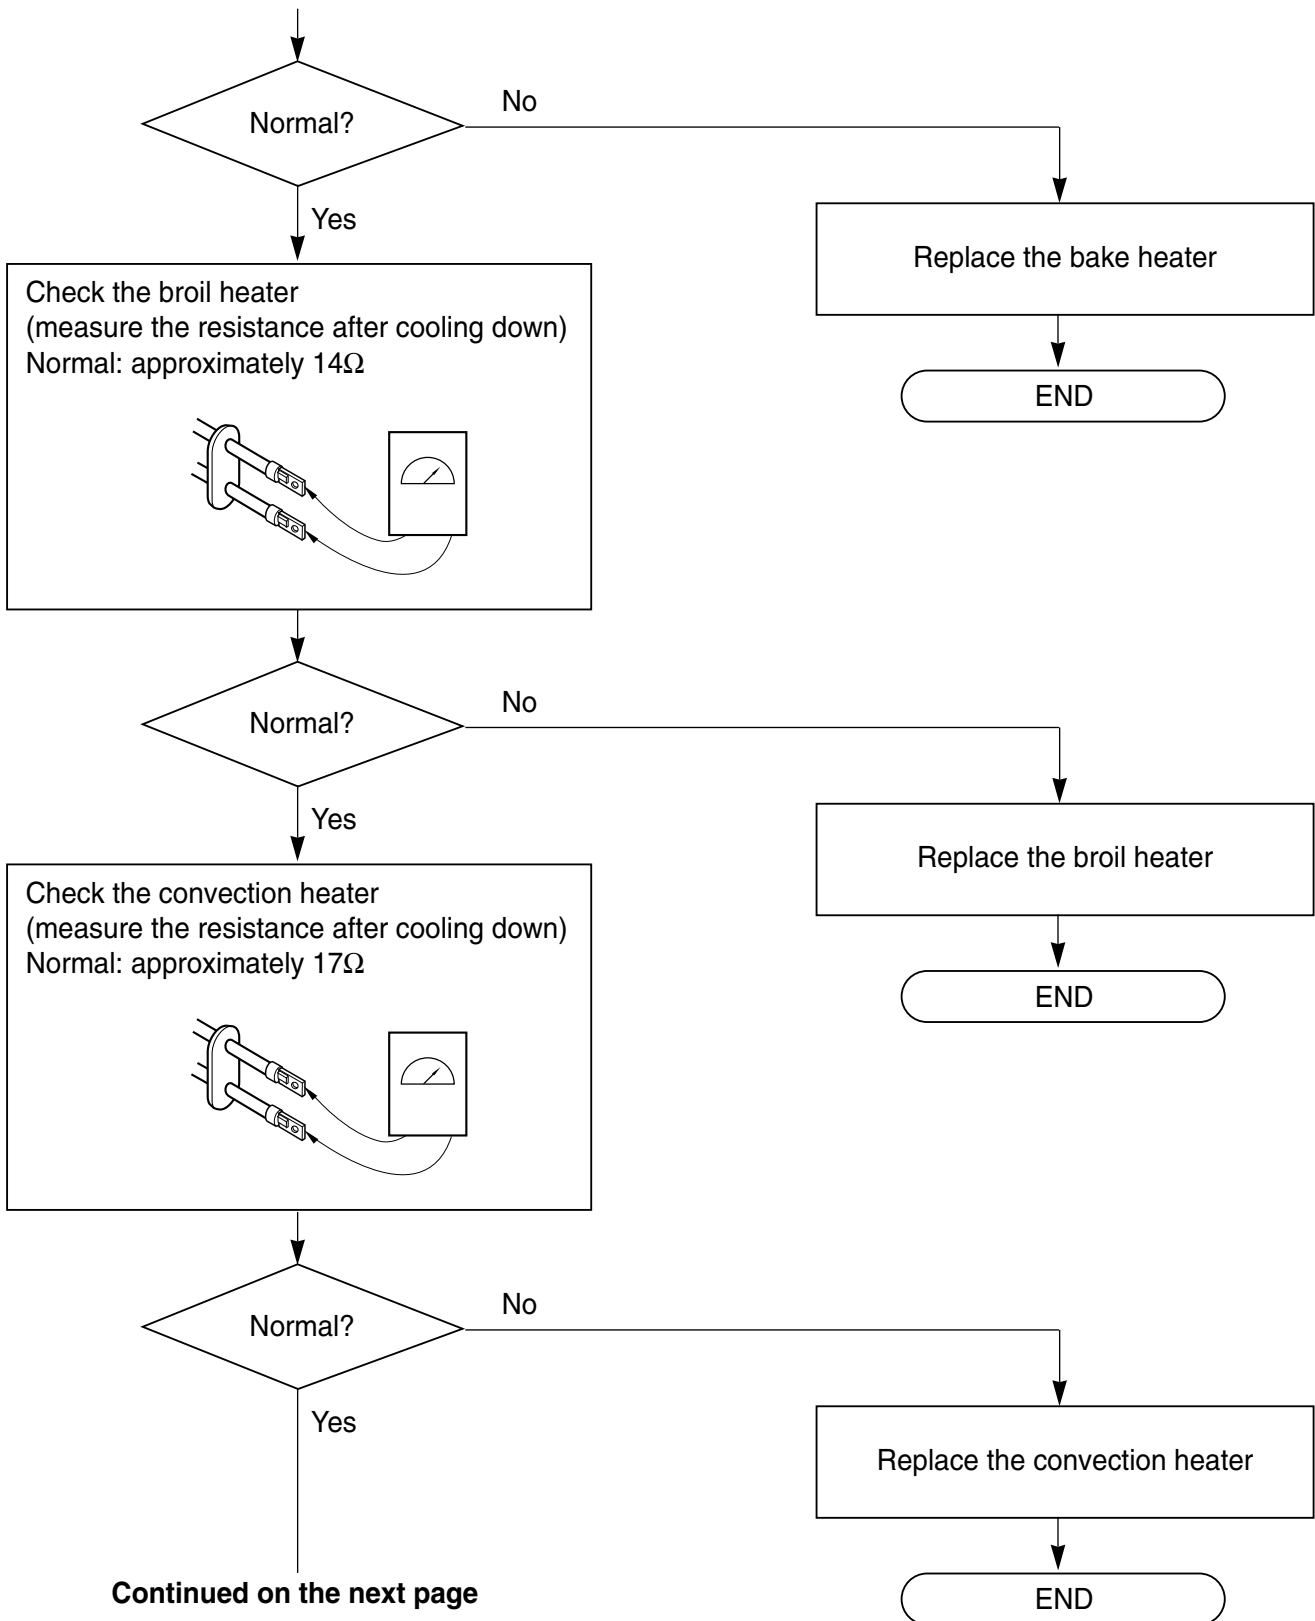 Normal?
No
Yes
Replace the bake heater
END
Check the broil heater
(measure the resistance after cooling down)
Normal: approximately 14Ω
Normal?
No
Yes
Replace the broil heater
END
Check the convection heater
(measure the resistance after cooling down)
Normal: approximately 17Ω
Normal?
No
Yes
Replace the convection heater
END
Continued on the next page